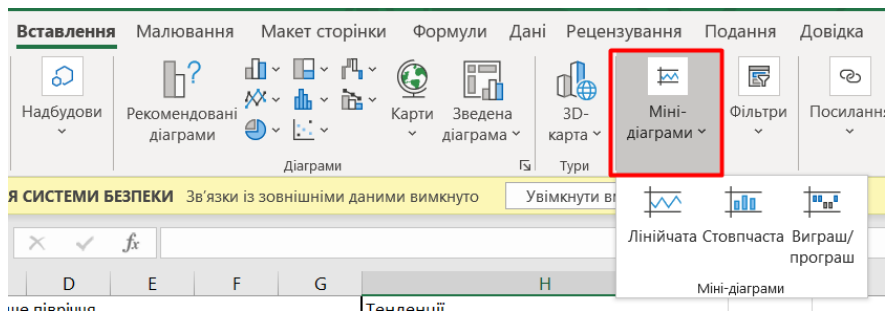 Вставлення Малювання Макет сторінки Формули Дані Рецензування Подання Довідка
Надбудови
Рекомендовані
діаграми
Карти
Зведена
діаграма
3D-
карта
Міні-
діаграми
Фільтри
Посилання
Діаграми
Тури
СИСТЕМИ БЕЗПЕКИ Зв'язки із зовнішніми даними вимкнуто
Увімкнути
Лінійчата Стовпчаста Виграш/
програш
Міні-діаграми
fx
D E F G H
півріччя
Тенденції